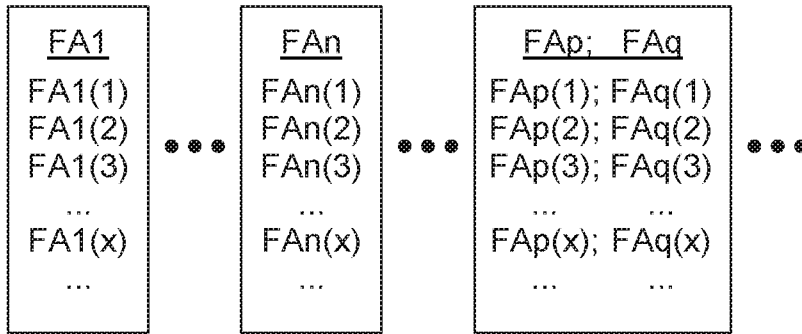 FA1 FAn FAp; FAq
FA1(1) FAn(1) FAp(1); FAq(1)
FA1(2) FAn(2) FAp(2); FAq(2)
FA1(3) ••• FAn(3) ••• FAp(3); FAq(3) •••
... ... ... ...
FA1(x) FAn(x) FAp(x); FAq(x)
... ... ... ...